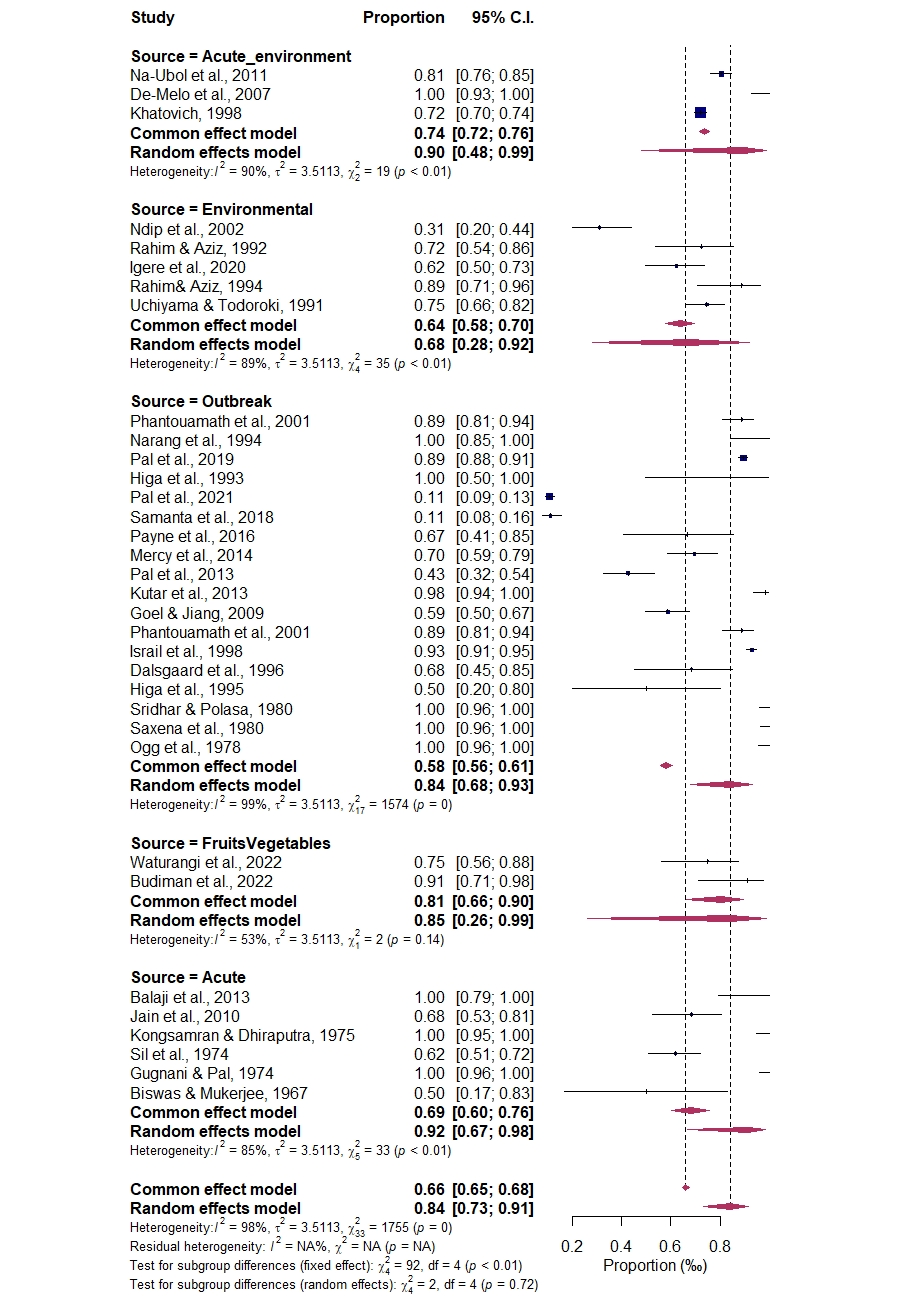 Study Proportion 95% C.I.
Source = Acute_environment
Na-Ubol et al., 2011 0.81 [0.76; 0.85]
De-Melo et al., 2007 1.00 [0.93; 1.00]
Khatovich, 1998 0.72 [0.70; 0.74]
Common effect model 0.74 [0.72; 0.76]
Random effects model 0.90 [0.48; 0.99]
Heterogeneity: I² = 90%, τ² = 3.5113, χ²₂ = 19 (p < 0.01)
Source = Environmental
Ndip et al., 2002 0.31 [0.20; 0.44]
Rahim & Aziz, 1992 0.72 [0.54; 0.86]
Igere et al., 2020 0.62 [0.50; 0.73]
Rahim& Aziz, 1994 0.89 [0.71; 0.96]
Uchiyama & Todoroki, 1991 0.75 [0.66; 0.82]
Common effect model 0.64 [0.58; 0.70]
Random effects model 0.68 [0.28; 0.92]
Heterogeneity: I² = 89%, τ² = 3.5113, χ²₄ = 35 (p < 0.01)
Source = Outbreak
Phantouamath et al., 2001 0.89 [0.81; 0.94]
Narang et al., 1994 1.00 [0.85; 1.00]
Pal et al., 2019 0.89 [0.88; 0.91]
Higa et al., 1993 1.00 [0.50; 1.00]
Pal et al., 2021 0.11 [0.09; 0.13]
Samanta et al., 2018 0.11 [0.08; 0.16]
Payne et al., 2016 0.67 [0.41; 0.85]
Mercy et al., 2014 0.70 [0.59; 0.79]
Pal et al., 2013 0.43 [0.32; 0.54]
Kutar et al., 2013 0.98 [0.94; 1.00]
Goel & Jiang, 2009 0.59 [0.50; 0.67]
Phantouamath et al., 2001 0.89 [0.81; 0.94]
Israil et al., 1998 0.93 [0.91; 0.95]
Dalsgaard et al., 1996 0.68 [0.45; 0.85]
Higa et al., 1995 0.50 [0.20; 0.80]
Sridhar & Polasa, 1980 1.00 [0.96; 1.00]
Saxena et al., 1980 1.00 [0.96; 1.00]
Ogg et al., 1978 1.00 [0.96; 1.00]
Common effect model 0.58 [0.56; 0.61]
Random effects model 0.84 [0.68; 0.93]
Heterogeneity: I² = 99%, τ² = 3.5113, χ²₁₇ = 1574 (p = 0)
Source = FruitsVegetables
Waturangi et al., 2022 0.75 [0.56; 0.88]
Budiman et al., 2022 0.91 [0.71; 0.98]
Common effect model 0.81 [0.66; 0.90]
Random effects model 0.85 [0.26; 0.99]
Heterogeneity: I² = 53%, τ² = 3.5113, χ²₁ = 2 (p = 0.14)
Source = Acute
Balaji et al., 2013 1.00 [0.79; 1.00]
Jain et al., 2010 0.68 [0.53; 0.81]
Kongsamran & Dhiraputra, 1975 1.00 [0.95; 1.00]
Sil et al., 1974 0.62 [0.51; 0.72]
Gugnani & Pal, 1974 1.00 [0.96; 1.00]
Biswas & Mukerjee, 1967 0.50 [0.17; 0.83]
Common effect model 0.69 [0.60; 0.76]
Random effects model 0.92 [0.67; 0.98]
Heterogeneity: I² = 85%, τ² = 3.5113, χ²₅ = 33 (p < 0.01)
Common effect model 0.66 [0.65; 0.68]
Random effects model 0.84 [0.73; 0.91]
Heterogeneity: I² = 98%, τ² = 3.5113, χ²₃₃ = 1755 (p = 0)
Residual heterogeneity: I² = NA%, χ² = NA (p = NA)
Test for subgroup differences (fixed effect): χ²₄ = 92, df = 4 (p < 0.01)
Test for subgroup differences (random effects): χ²₄ = 2, df = 4 (p = 0.72)
0.2 0.4 0.6 0.8
Proportion (‰)